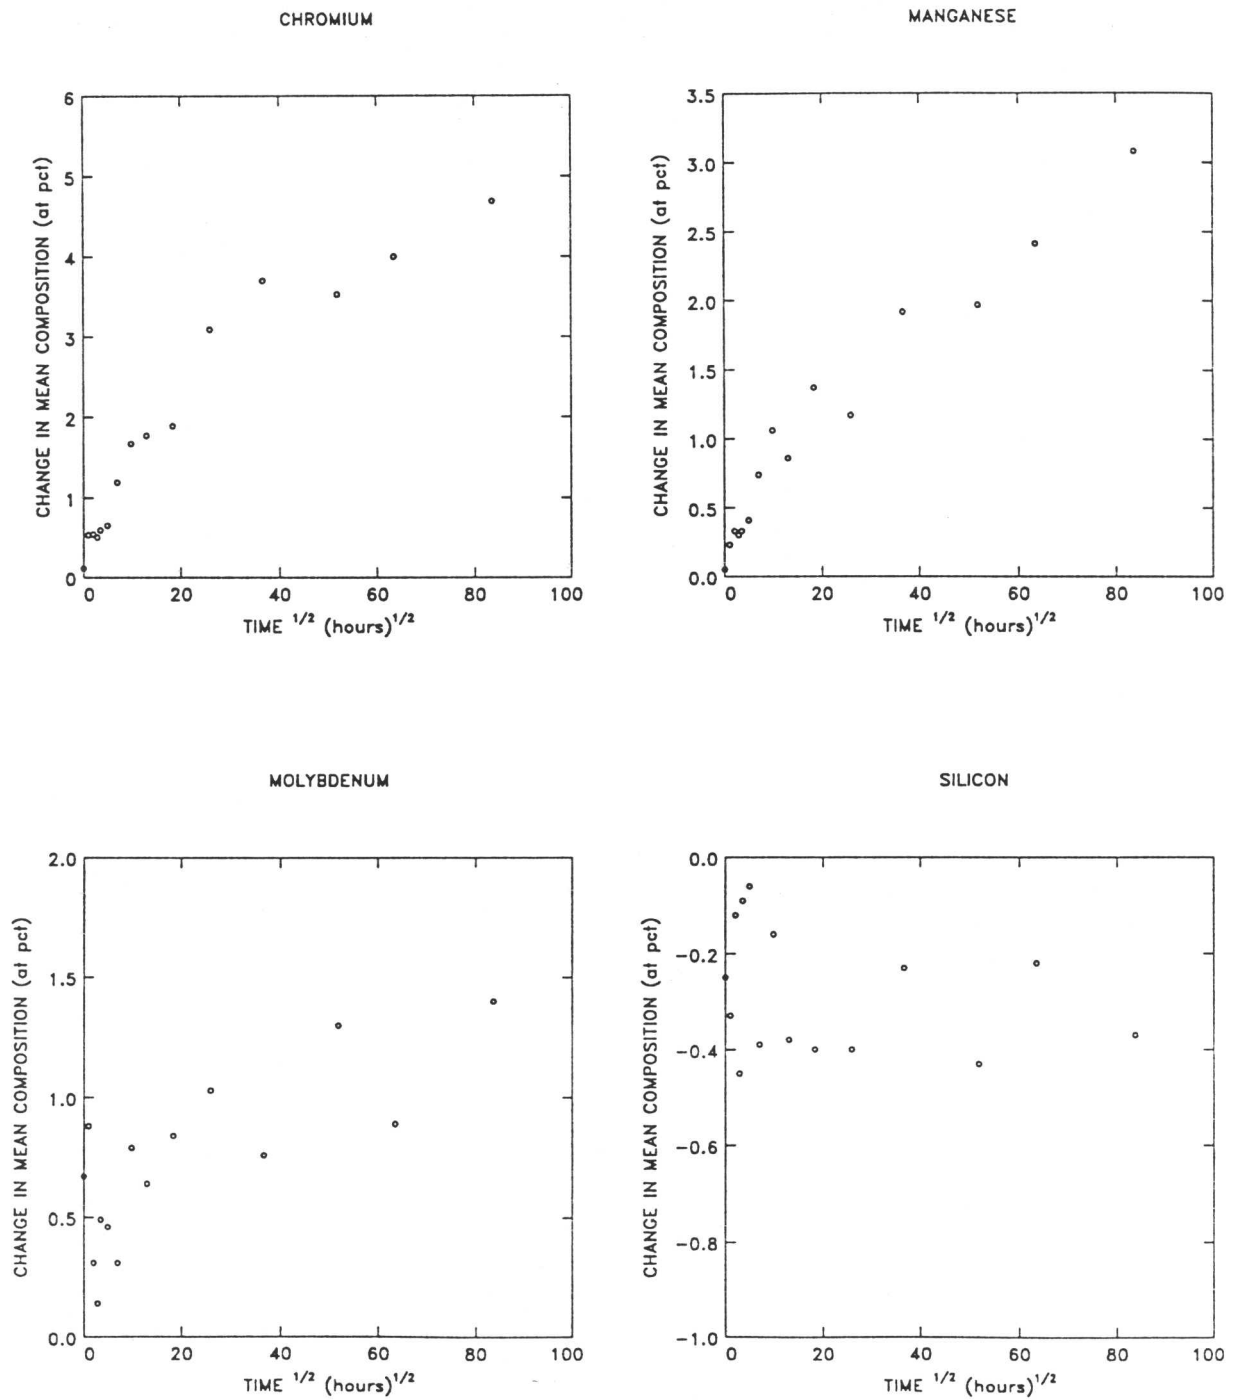 CHROMIUM
CHANGE IN MEAN COMPOSITION (at pct)
6
5
4
3
2
1
0
0 20 40 60 80 100
TIME 1/2 (hours)1/2
MANGANESE
CHANGE IN MEAN COMPOSITION (at pct)
3.5
3.0
2.5
2.0
1.5
1.0
0.5
0.0
0 20 40 60 80 100
TIME 1/2 (hours)1/2
MOLYBDENUM
CHANGE IN MEAN COMPOSITION (at pct)
2.0
1.5
1.0
0.5
0.0
0 20 40 60 80 100
TIME 1/2 (hours)1/2
SILICON
CHANGE IN MEAN COMPOSITION (at pct)
0.0
−0.2
−0.4
−0.6
−0.8
−1.0
0 20 40 60 80 100
TIME 1/2 (hours)1/2